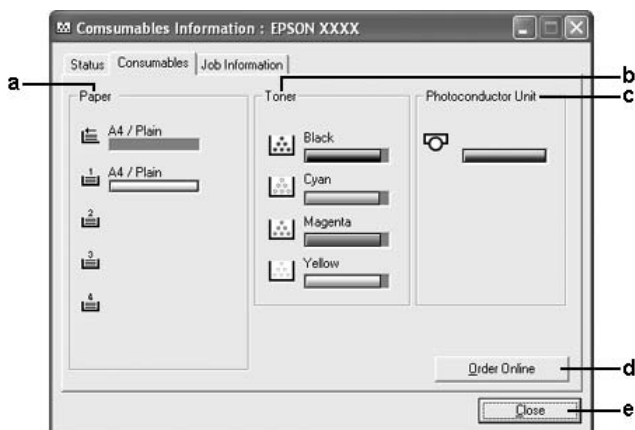 Comsumables Information : EPSON XXXX
Status Consumables Job Information
a
b
c
Paper
A4 / Plain
1 A4 / Plain
2
3
4
Toner
Black
Cyan
Magenta
Yellow
Photoconductor Unit
Order Online
d
Close
e